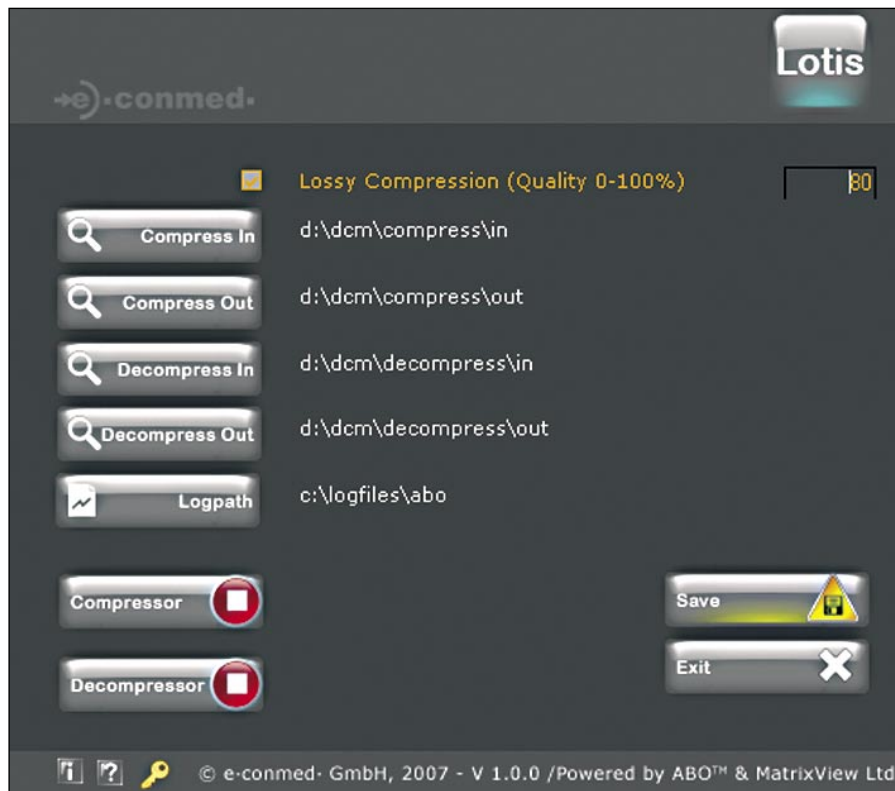 Lotis
e)·conmed·
Lossy Compression (Quality 0-100%) 80
Compress In d:\dcm\compress\in
Compress Out d:\dcm\compress\out
Decompress In d:\dcm\decompress\in
Decompress Out d:\dcm\decompress\out
Logpath c:\logfiles\abo
Compressor
Save
Exit
Decompressor
i ? © e·conmed· GmbH, 2007 - V 1.0.0 /Powered by ABO™ & MatrixView Ltd